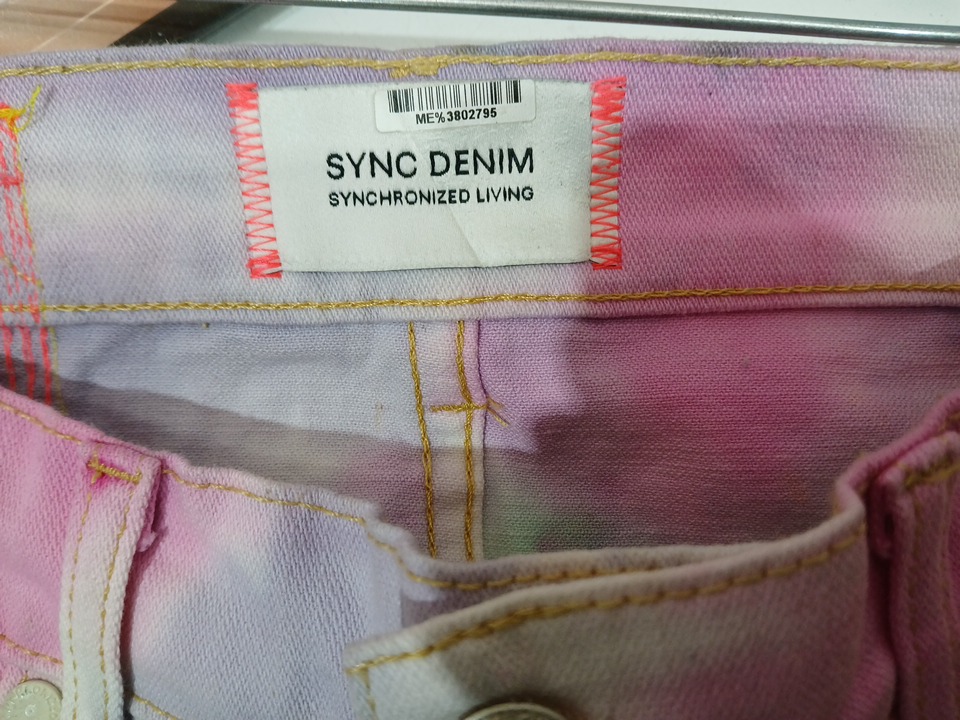 ME%3802795
SYNC DENIM
SYNCHRONIZED LIVING